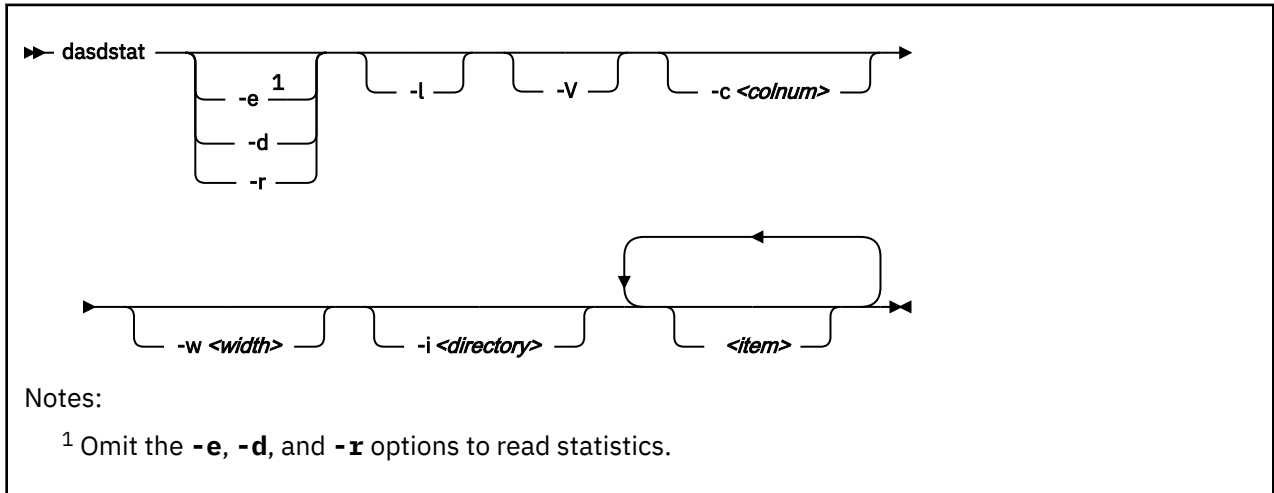 dasdstat
-e 1
-l
-V
-c <colnum>
-d
-r
-w <width>
-i <directory>
<item>
Notes:
1 Omit the -e, -d, and -r options to read statistics.